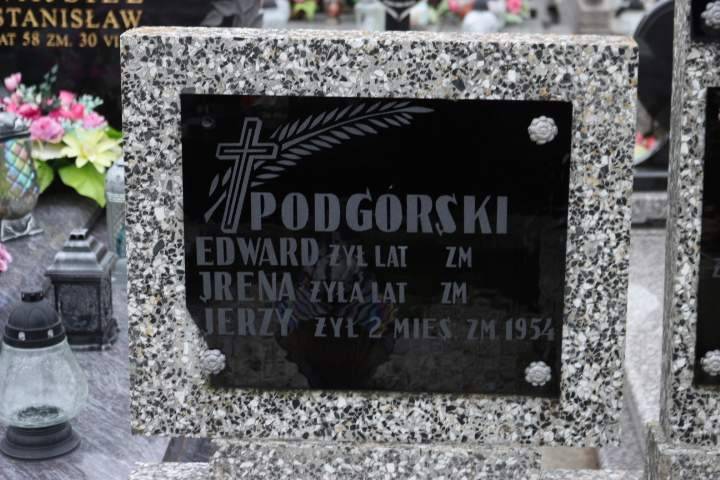 STANISŁAW
LAT 58 ZM. 30 VI
PODGÓRSKI
EDWARD ŻYŁ LAT ZM
JRENA ŻYŁA LAT ZM
JERZY ŻYŁ 2 MIEŚ ZM 1954